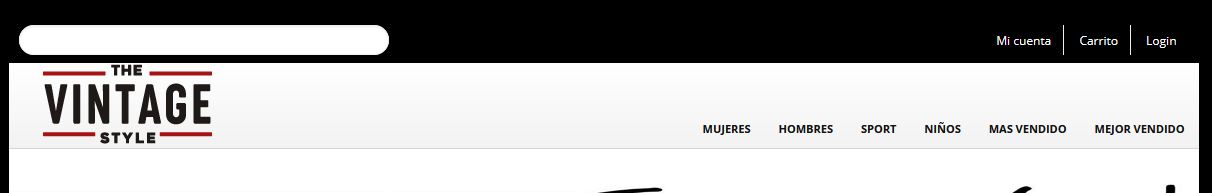 Mi cuenta Carrito Login
THE
VINTAGE
STYLE
MUJERES HOMBRES SPORT NIÑOS MAS VENDIDO MEJOR VENDIDO